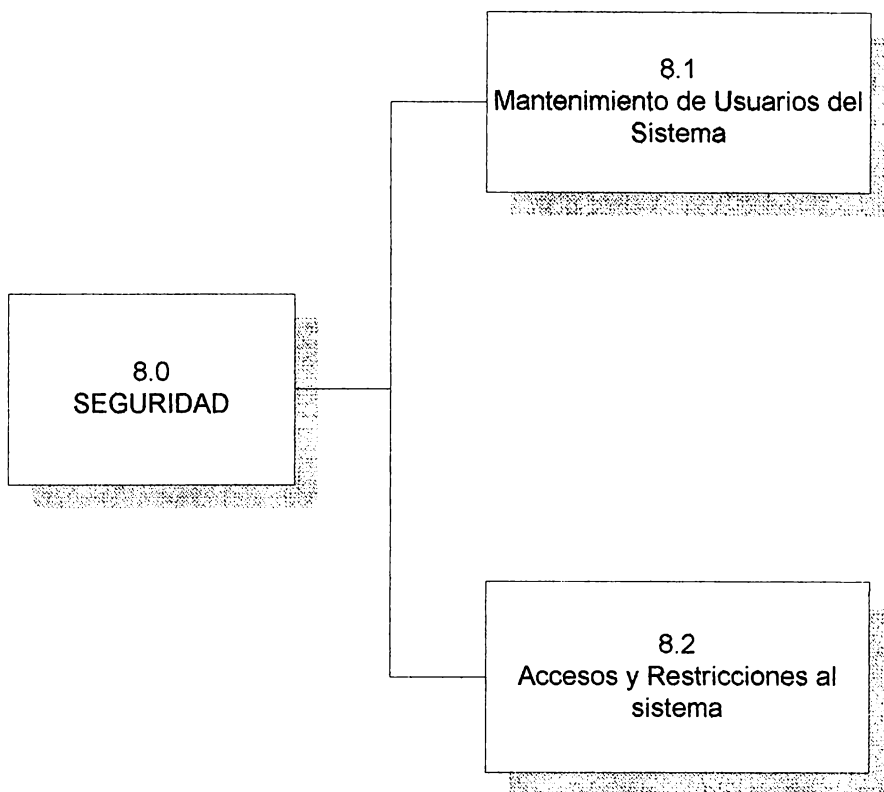 8.1
Mantenimiento de Usuarios del
Sistema
8.0
SEGURIDAD
8.2
Accesos y Restricciones al
sistema